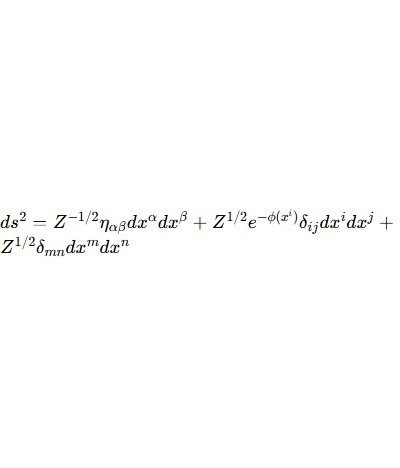 $ds^2 = Z^{-1/2}\eta_{\alpha\beta}dx^\alpha dx^\beta + Z^{1/2}e^{-\phi(x^i)}\delta_{ij}dx^i dx^j +$
$Z^{1/2}\delta_{mn}dx^m dx^n$